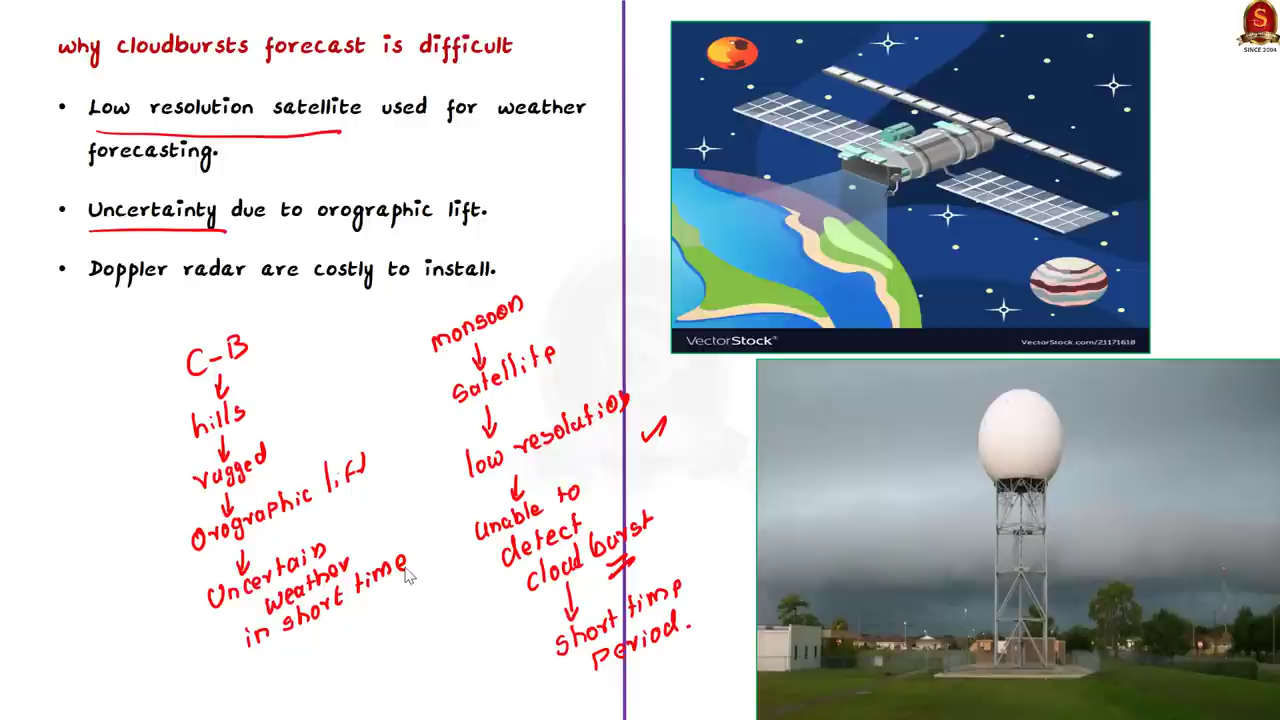 why cloudbursts forecast is difficult
• Low resolution satellite used for weather
forecasting.
• Uncertainty due to orographic lift.
• Doppler radar are costly to install.
C-B
hills
rugged
Orographic lift
Uncertain
weather
in short time
monsoon
satellite
low resolution
unable to
detect
cloud burst
short time
period.
S
SINCE 2004
VectorStock®
VectorStock.com/21171618